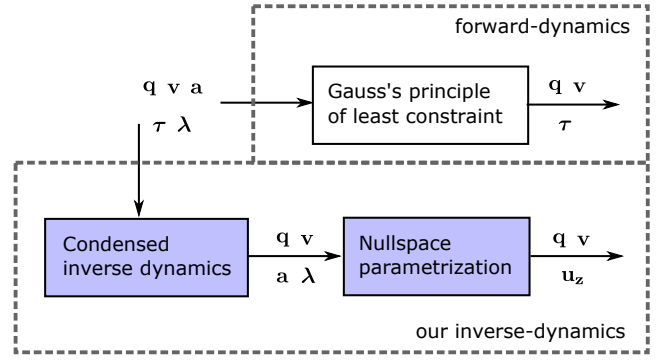 forward-dynamics
q v a
τ λ
Gauss's principle
of least constraint
q v
τ
Condensed
inverse dynamics
q v
a λ
Nullspace
parametrization
q v
u_z
our inverse-dynamics